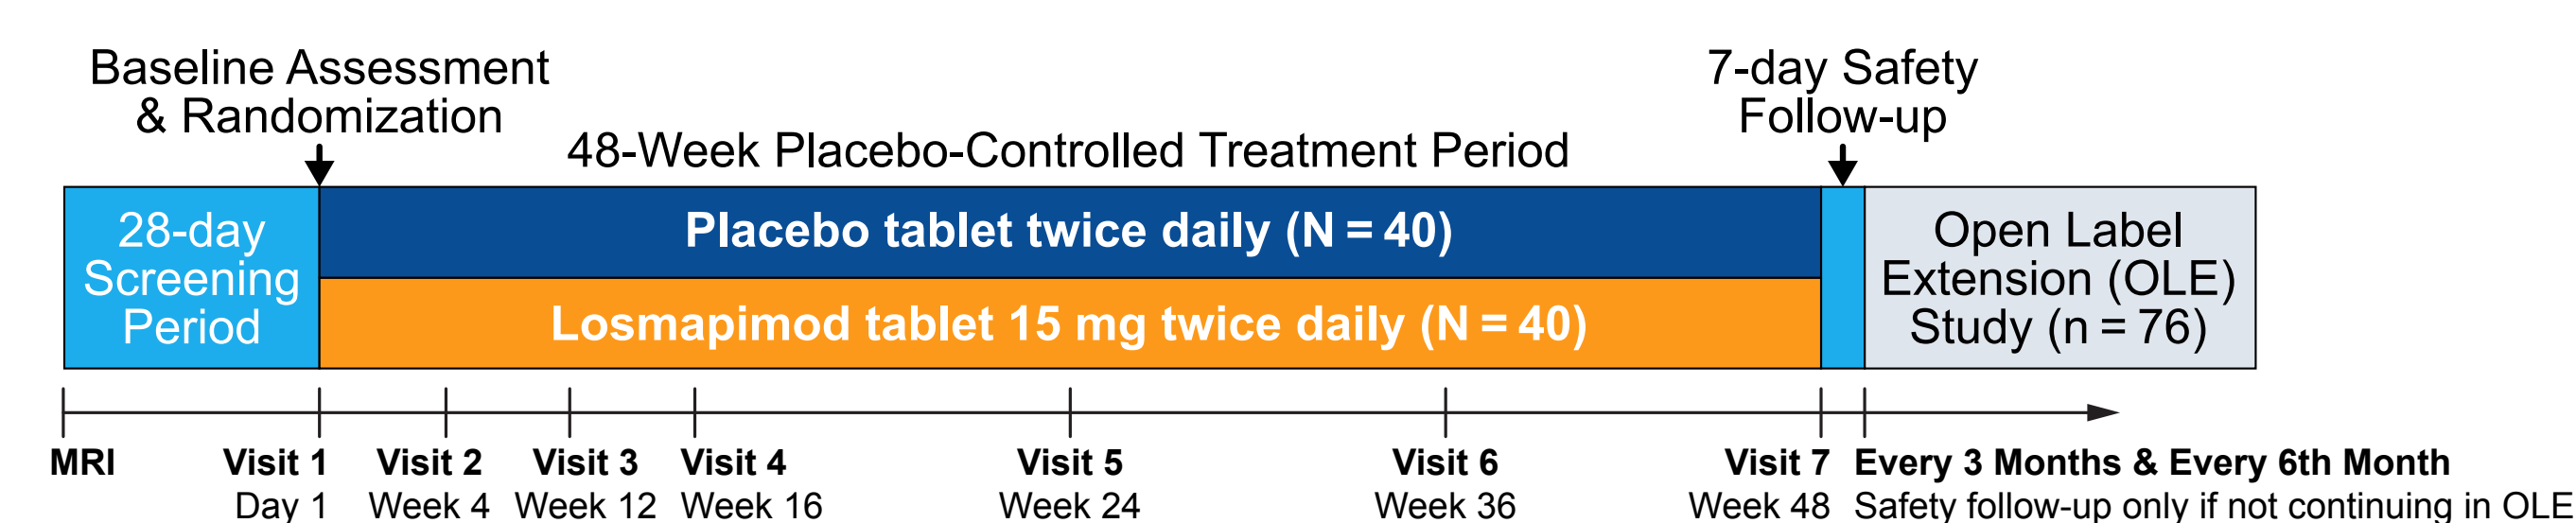 Baseline Assessment
& Randomization
7-day Safety
Follow-up
48-Week Placebo-Controlled Treatment Period
28-day
Screening
Period
Placebo tablet twice daily (N = 40)
Losmapimod tablet 15 mg twice daily (N = 40)
Open Label
Extension (OLE)
Study (n = 76)
MRI
Visit 1
Day 1
Visit 2
Week 4
Visit 3
Week 12
Visit 4
Week 16
Visit 5
Week 24
Visit 6
Week 36
Visit 7
Week 48
Every 3 Months & Every 6th Month
Safety follow-up only if not continuing in OLE